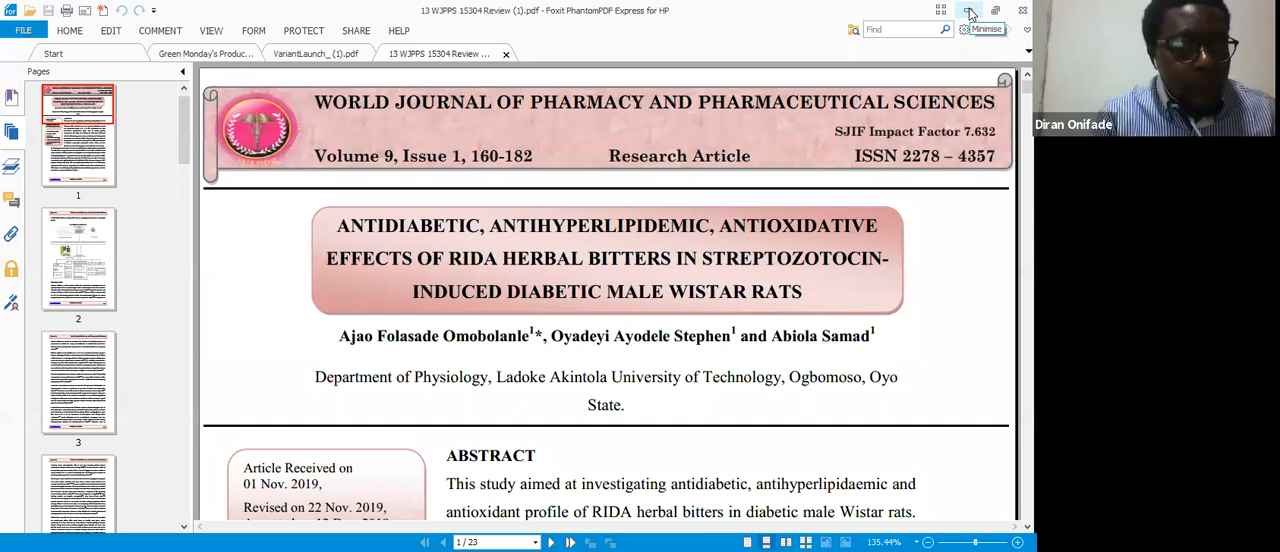 13 WJPPS 15304 Review (1).pdf - Foxit PhantomPDF Express for HP
FILE HOME EDIT COMMENT VIEW FORM PROTECT SHARE HELP
Find
Minimise
Start Green Monday's Produc... VariantLaunch_ (1).pdf 13 WJPPS 15304 Review ...
Pages
1
2
3
WORLD JOURNAL OF PHARMACY AND PHARMACEUTICAL SCIENCES
SJIF Impact Factor 7.632
Volume 9, Issue 1, 160-182 Research Article ISSN 2278 – 4357
ANTIDIABETIC, ANTIHYPERLIPIDEMIC, ANTIOXIDATIVE
EFFECTS OF RIDA HERBAL BITTERS IN STREPTOZOTOCIN-
INDUCED DIABETIC MALE WISTAR RATS
Ajao Folasade Omobolanle1*, Oyadeyi Ayodele Stephen1 and Abiola Samad1
Department of Physiology, Ladoke Akintola University of Technology, Ogbomoso, Oyo
State.
Article Received on
01 Nov. 2019,
Revised on 22 Nov. 2019,
ABSTRACT
This study aimed at investigating antidiabetic, antihyperlipidaemic and
antioxidant profile of RIDA herbal bitters in diabetic male Wistar rats.
1 / 23
135.44%
Diran Onifade